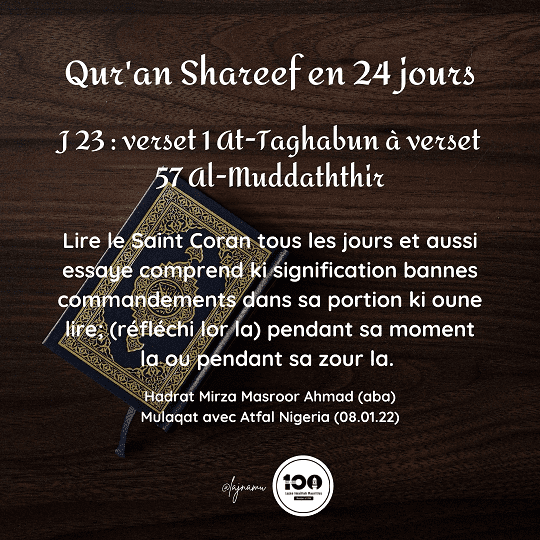 Qur'an Shareef en 24 jours
J 23 : verset 1 At-Taghabun à verset
57 Al-Muddaththir
Lire le Saint Coran tous les jours et aussi
essaye comprend ki signification bannes
commandements dans sa portion ki oune
lire; (réfléchi lor la) pendant sa moment
la ou pendant sa zour la.
Hadrat Mirza Masroor Ahmad (aba)
Mulaqat avec Atfal Nigeria (08.01.22)
@lajnamu
100